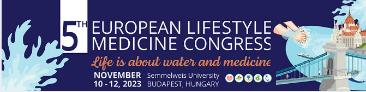 5TH EUROPEAN LIFESTYLE
MEDICINE CONGRESS
Life is about water and medicine
NOVEMBER
10 - 12, 2023
Semmelweis University
BUDAPEST, HUNGARY